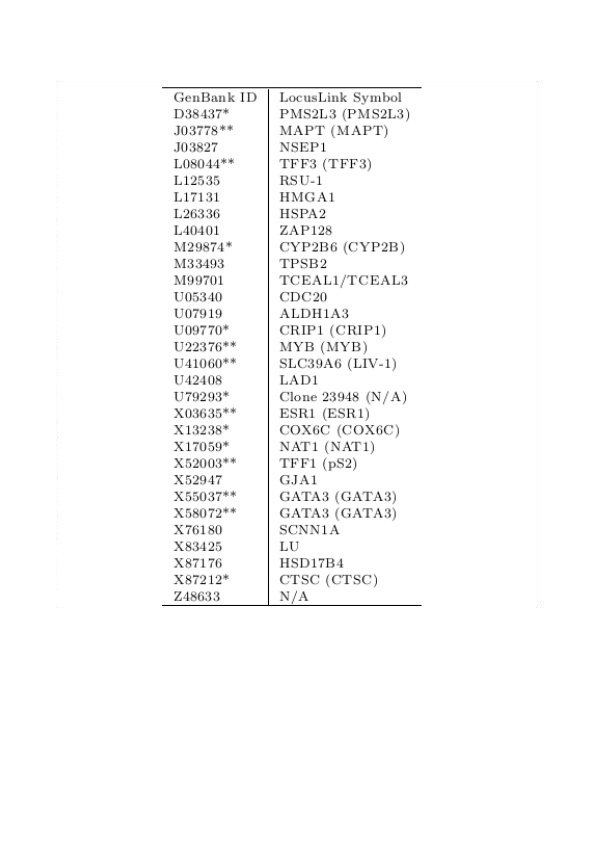 GenBank ID LocusLink Symbol
D38437* PMS2L3 (PMS2L3)
J03778** MAPT (MAPT)
J03827 NSEP1
L08044** TFF3 (TFF3)
L12535 RSU-1
L17131 HMGA1
L26336 HSPA2
L40401 ZAP128
M29874* CYP2B6 (CYP2B)
M33493 TPSB2
M99701 TCEAL1/TCEAL3
U05340 CDC20
U07919 ALDH1A3
U09770* CRIP1 (CRIP1)
U22376** MYB (MYB)
U41060** SLC39A6 (LIV-1)
U42408 LAD1
U79293* Clone 23948 (N/A)
X03635** ESR1 (ESR1)
X13238* COX6C (COX6C)
X17059* NAT1 (NAT1)
X52003** TFF1 (pS2)
X52947 GJA1
X55037** GATA3 (GATA3)
X58072** GATA3 (GATA3)
X76180 SCNN1A
X83425 LU
X87176 HSD17B4
X87212* CTSC (CTSC)
Z48633 N/A